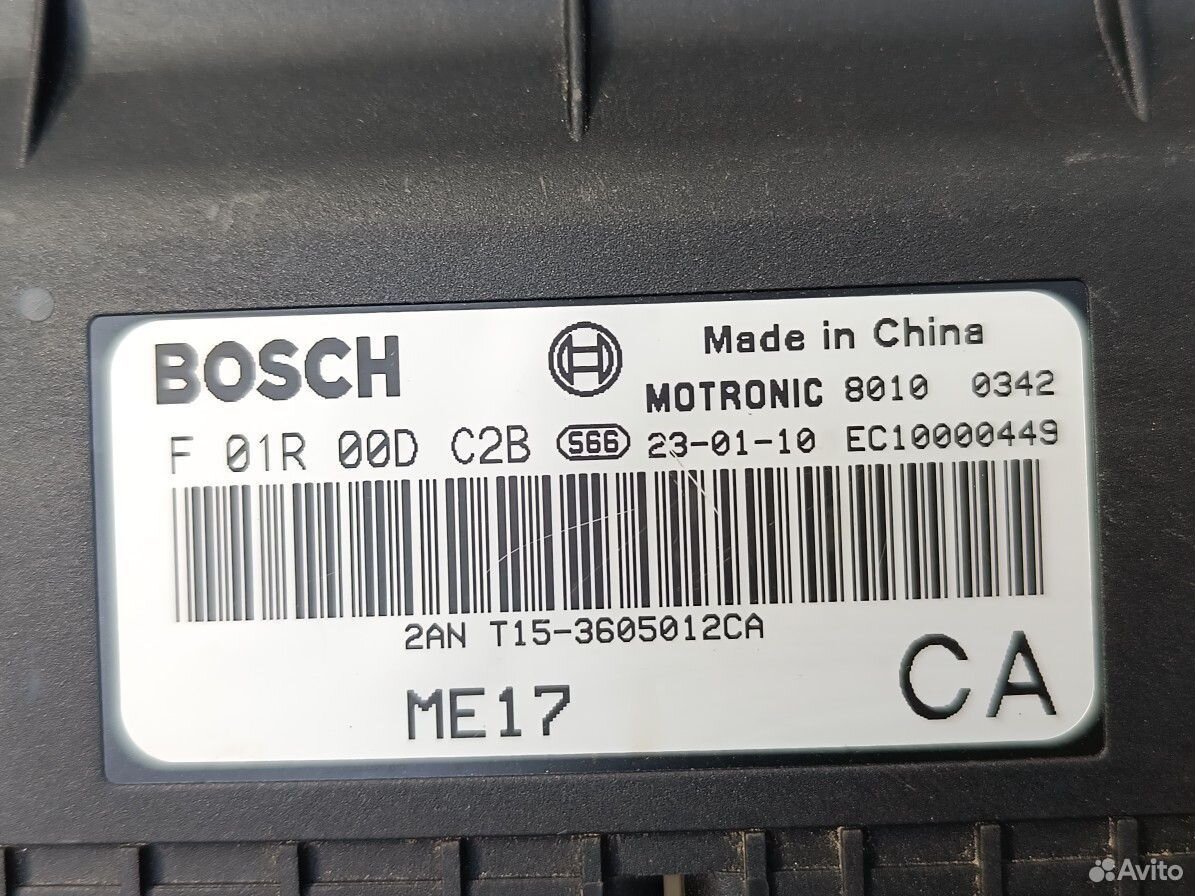 BOSCH
Made in China
MOTRONIC 8010 0342
F 01R 00D C2B S66 23-01-10 EC10000449
2AN T15-3605012CA
ME17
CA
Avito